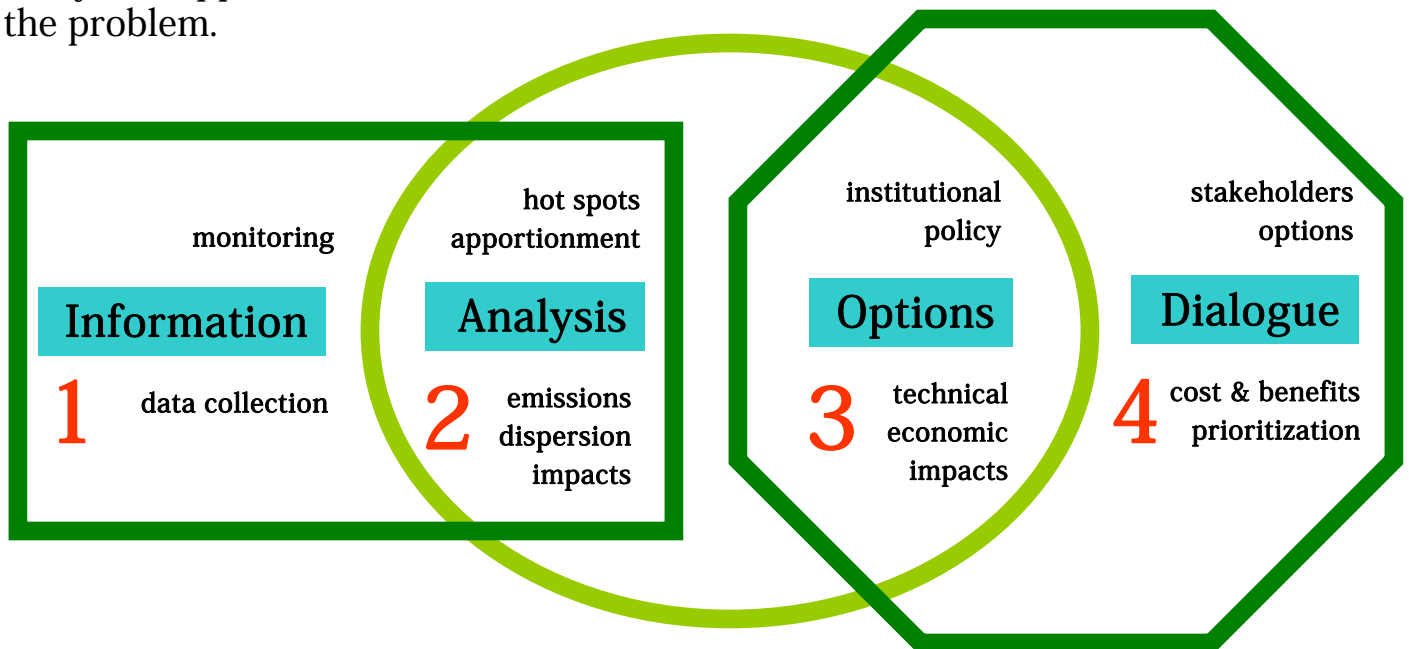 the problem.
monitoring
Information
1
data collection
hot spots
apportionment
Analysis
2
emissions
dispersion
impacts
institutional
policy
Options
3
technical
economic
impacts
stakeholders
options
Dialogue
4
cost & benefits
prioritization